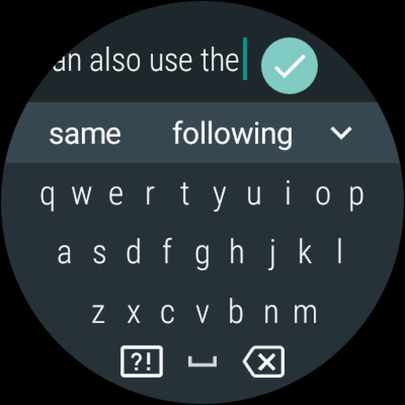 an also use the
same following
q w e r t y u i o p
a s d f g h j k l
z x c v b n m
?!